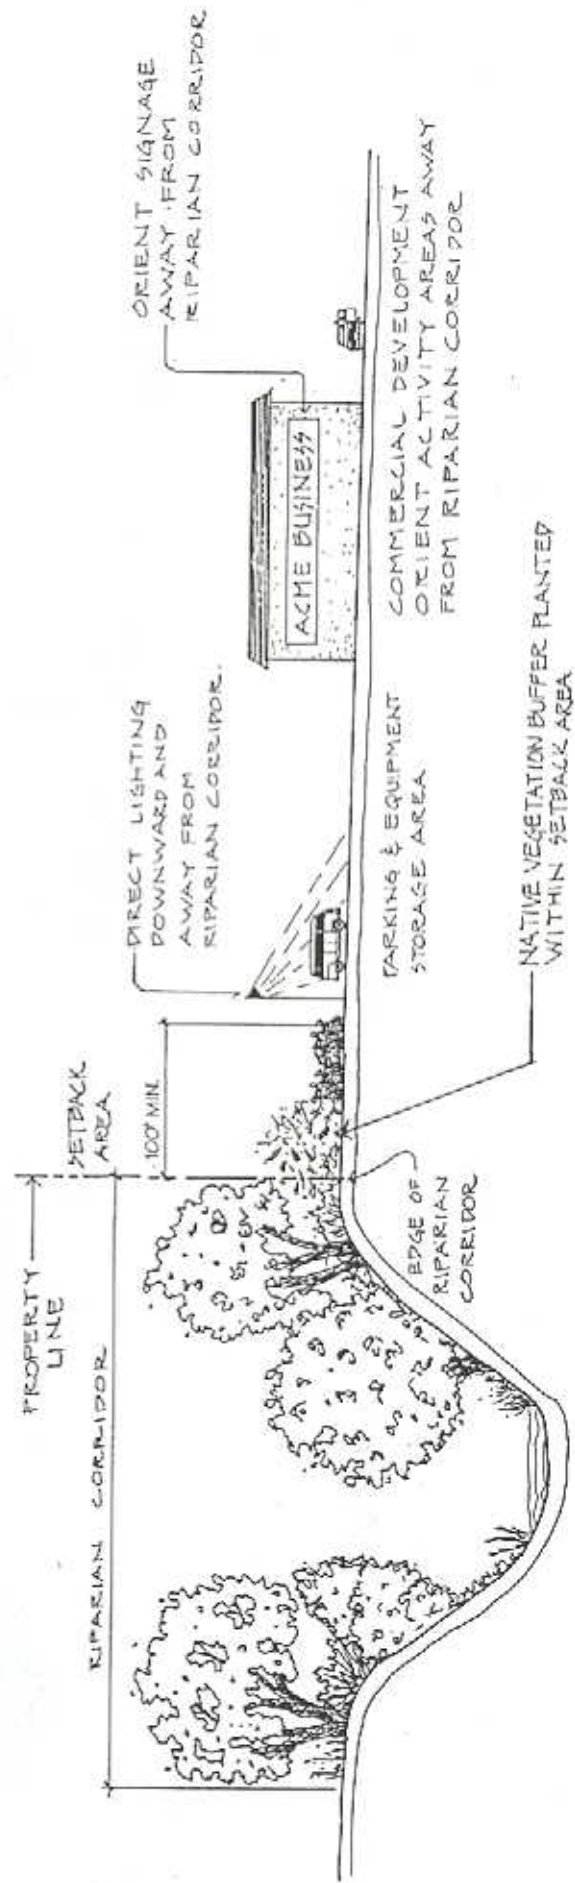 PROPERTY
LINE
RIPARIAN CORRIDOR
SETBACK
AREA
100' MIN.
DIRECT LIGHTING
DOWNWARD AND
AWAY FROM
RIPARIAN CORRIDOR.
ORIENT SIGNAGE
AWAY FROM
RIPARIAN CORRIDOR
ACME BUSINESS
EDGE OF
RIPARIAN
CORRIDOR
PARKING & EQUIPMENT
STORAGE AREA
COMMERCIAL DEVELOPMENT
ORIENT ACTIVITY AREAS AWAY
FROM RIPARIAN CORRIDOR
NATIVE VEGETATION BUFFER PLANTED
WITHIN SETBACK AREA